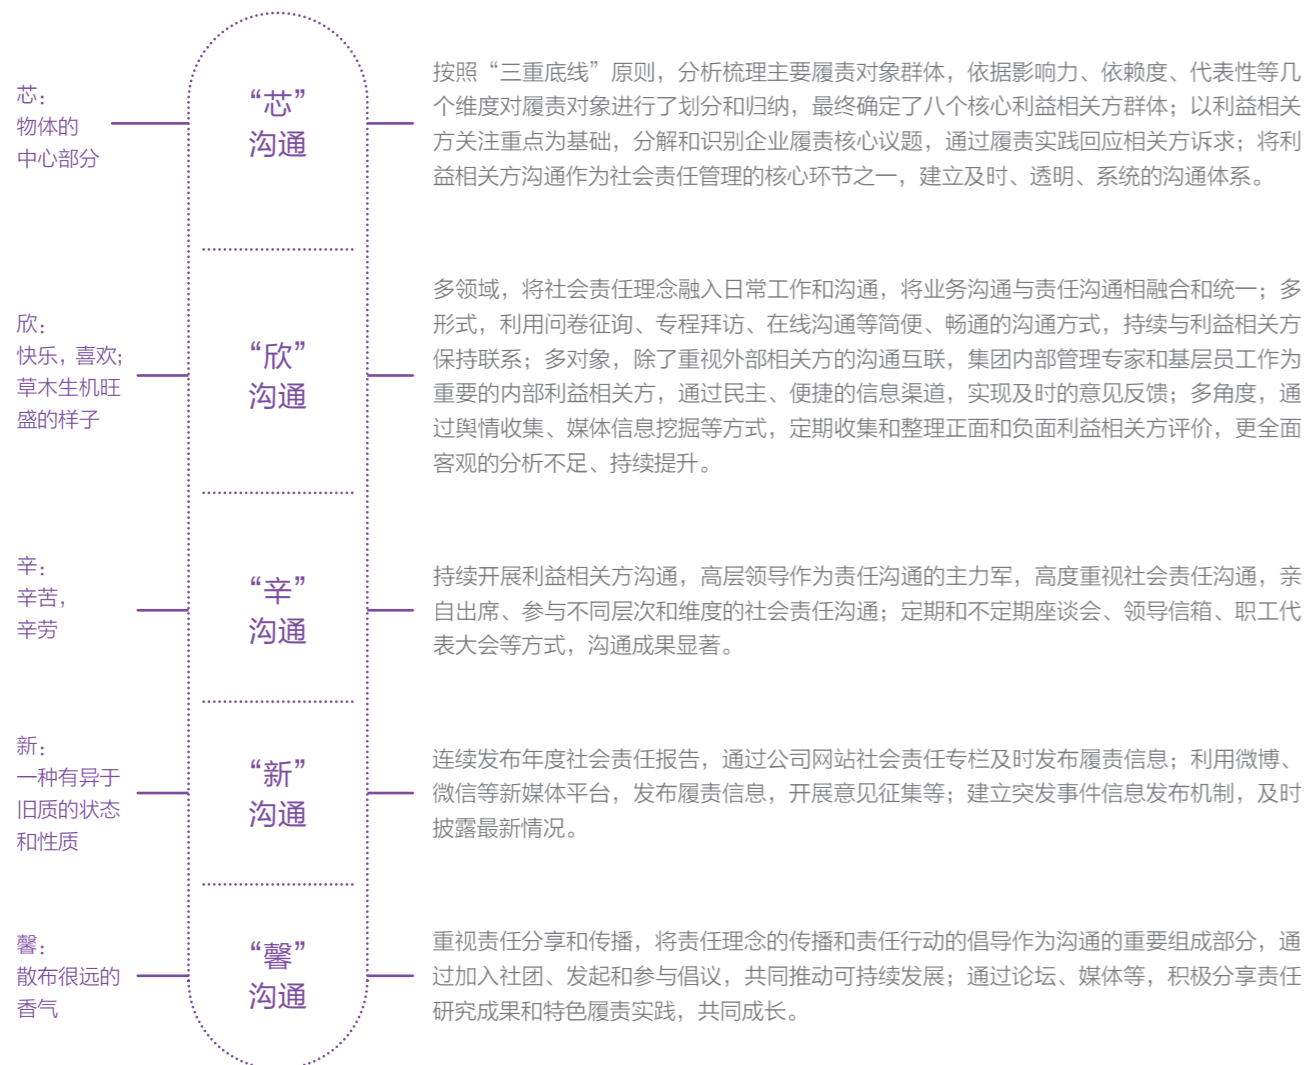 芯：
物体的
中心部分
“芯”
沟通
按照“三重底线”原则，分析梳理主要履责对象群体，依据影响力、依赖度、代表性等几
个维度对履责对象进行了划分和归纳，最终确定了八个核心利益相关方群体；以利益相关
方关注重点为基础，分解和识别企业履责核心议题，通过履责实践回应相关方诉求；将利
益相关方沟通作为社会责任管理的核心环节之一，建立及时、透明、系统的沟通体系。
欣：
快乐，喜欢；
草木生机旺
盛的样子
“欣”
沟通
多领域，将社会责任理念融入日常工作和沟通，将业务沟通与责任沟通相融合和统一；多
形式，利用问卷征询、专程拜访、在线沟通等简便、畅通的沟通方式，持续与利益相关方
保持联系；多对象，除了重视外部相关方的沟通互联，集团内部管理专家和基层员工作为
重要的内部利益相关方，通过民主、便捷的信息渠道，实现及时的意见反馈；多角度，通
过舆情收集、媒体信息挖掘等方式，定期收集和整理正面和负面利益相关方评价，更全面
客观的分析不足、持续提升。
辛：
辛苦，
辛劳
“辛”
沟通
持续开展利益相关方沟通，高层领导作为责任沟通的主力军，高度重视社会责任沟通，亲
自出席、参与不同层次和维度的社会责任沟通；定期和不定期座谈会、领导信箱、职工代
表大会等方式，沟通成果显著。
新：
一种有异于
旧质的状态
和性质
“新”
沟通
连续发布年度社会责任报告，通过公司网站社会责任专栏及时发布履责信息；利用微博、
微信等新媒体平台，发布履责信息，开展意见征集等；建立突发事件信息发布机制，及时
披露最新情况。
馨：
散布很远的
香气
“馨”
沟通
重视责任分享和传播，将责任理念的传播和责任行动的倡导作为沟通的重要组成部分，通
过加入社团、发起和参与倡议，共同推动可持续发展；通过论坛、媒体等，积极分享责任
研究成果和特色履责实践，共同成长。